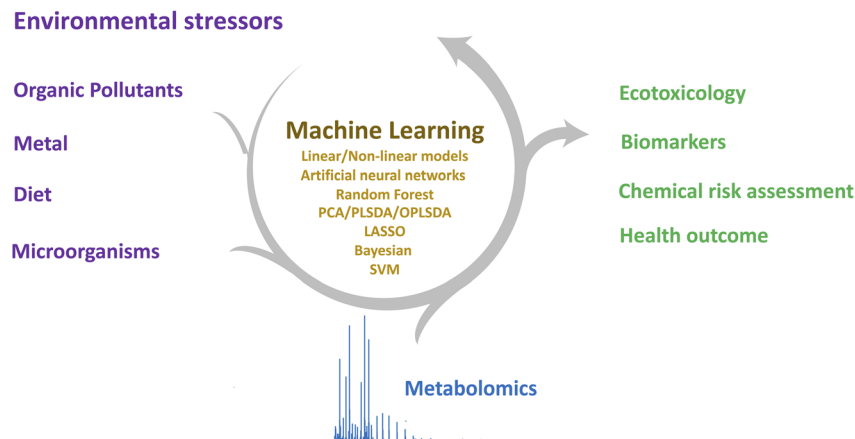 Environmental stressors
Organic Pollutants
Metal
Diet
Microorganisms
Machine Learning
Linear/Non-linear models
Artificial neural networks
Random Forest
PCA/PLSDA/OPLSDA
LASSO
Bayesian
SVM
Metabolomics
Ecotoxicology
Biomarkers
Chemical risk assessment
Health outcome